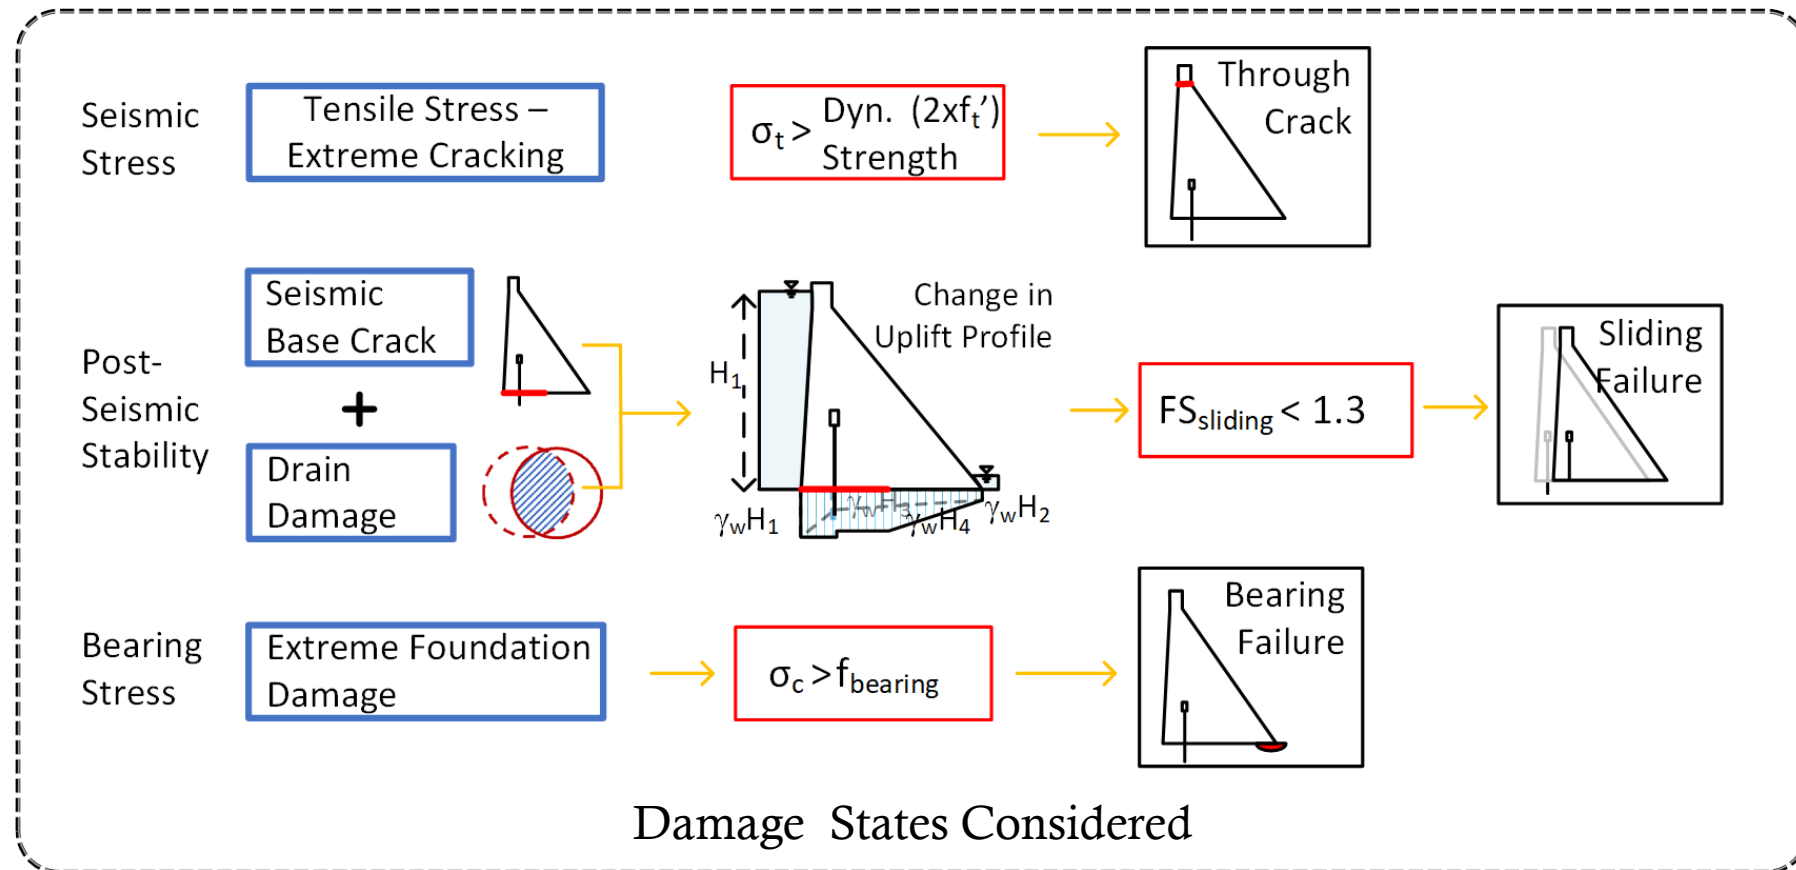 Seismic
Stress
Tensile Stress –
Extreme Cracking
σt > Dyn. (2xft’)
Strength
Through
Crack
Post-
Seismic
Stability
Seismic
Base Crack
+
Drain
Damage
H1
Change in
Uplift Profile
γwH1
γwH3
γwH4
γwH2
FSsliding < 1.3
Sliding
Failure
Bearing
Stress
Extreme Foundation
Damage
σc > fbearing
Bearing
Failure
Damage States Considered